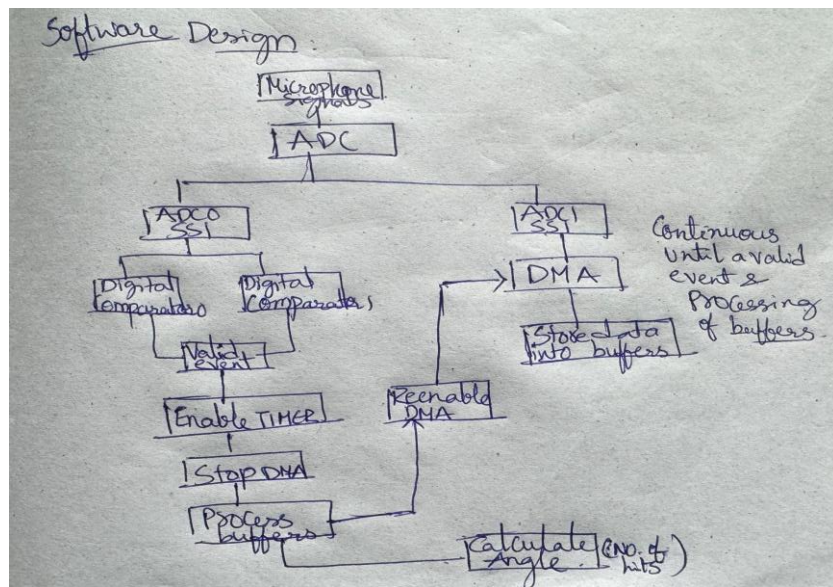 Software Design.
Microphone
signals
ADC
ADC0
SS1
ADC1
SS1
Continuous
until a valid
event &
Processing
of buffers.
Digital
Comparator0
Digital
Comparator1
DMA
Valid
event
Store data
into buffers
Enable TIMER
Reenable
DMA
Stop DMA
Process
buffers
Calculate
Angle.
(No. of
hits)